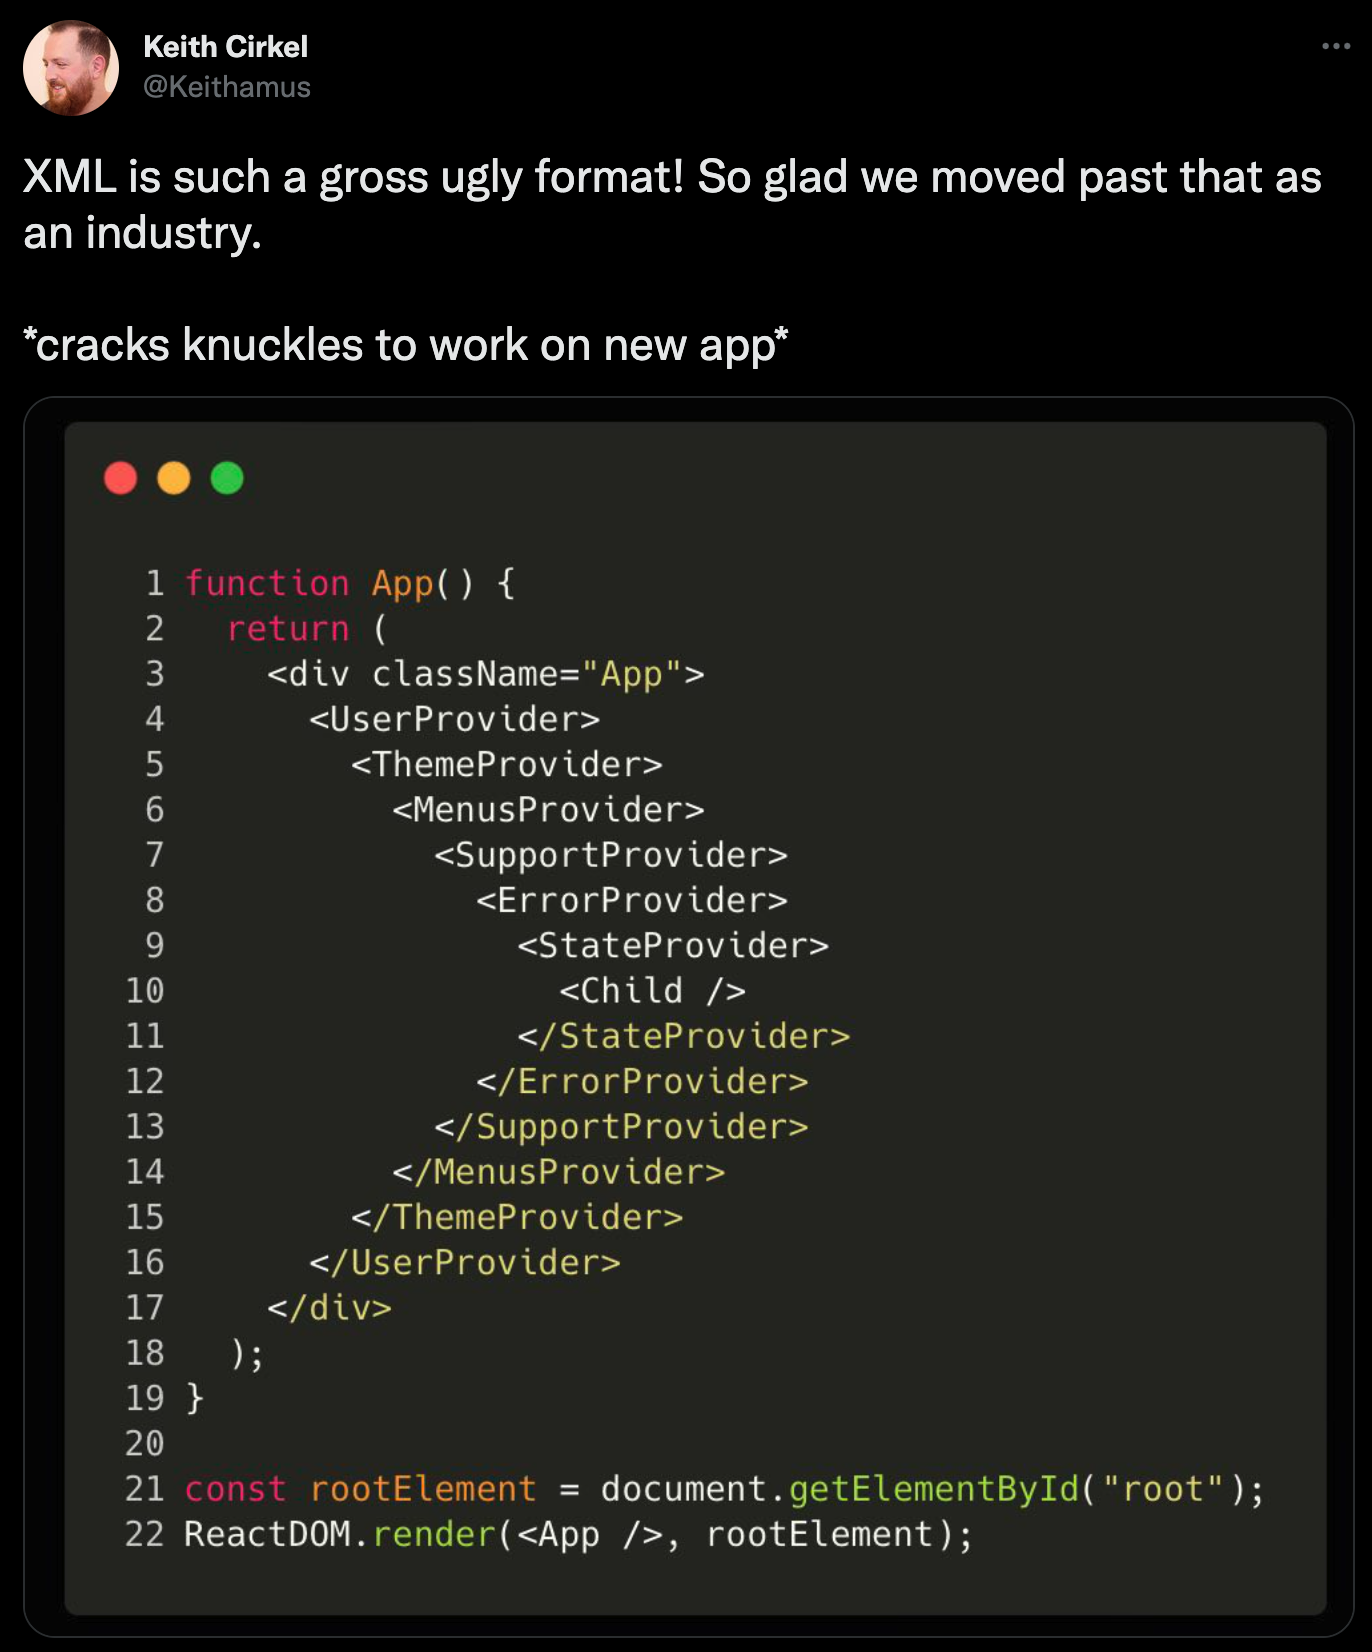 Keith Cirkel
@Keithamus
XML is such a gross ugly format! So glad we moved past that as
an industry.
*cracks knuckles to work on new app*
1 function App() {
2   return (
3     <div className="App">
4       <UserProvider>
5         <ThemeProvider>
6           <MenusProvider>
7             <SupportProvider>
8               <ErrorProvider>
9                 <StateProvider>
10                   <Child />
11                 </StateProvider>
12               </ErrorProvider>
13             </SupportProvider>
14           </MenusProvider>
15         </ThemeProvider>
16       </UserProvider>
17     </div>
18   );
19 }
20
21 const rootElement = document.getElementById("root");
22 ReactDOM.render(<App />, rootElement);